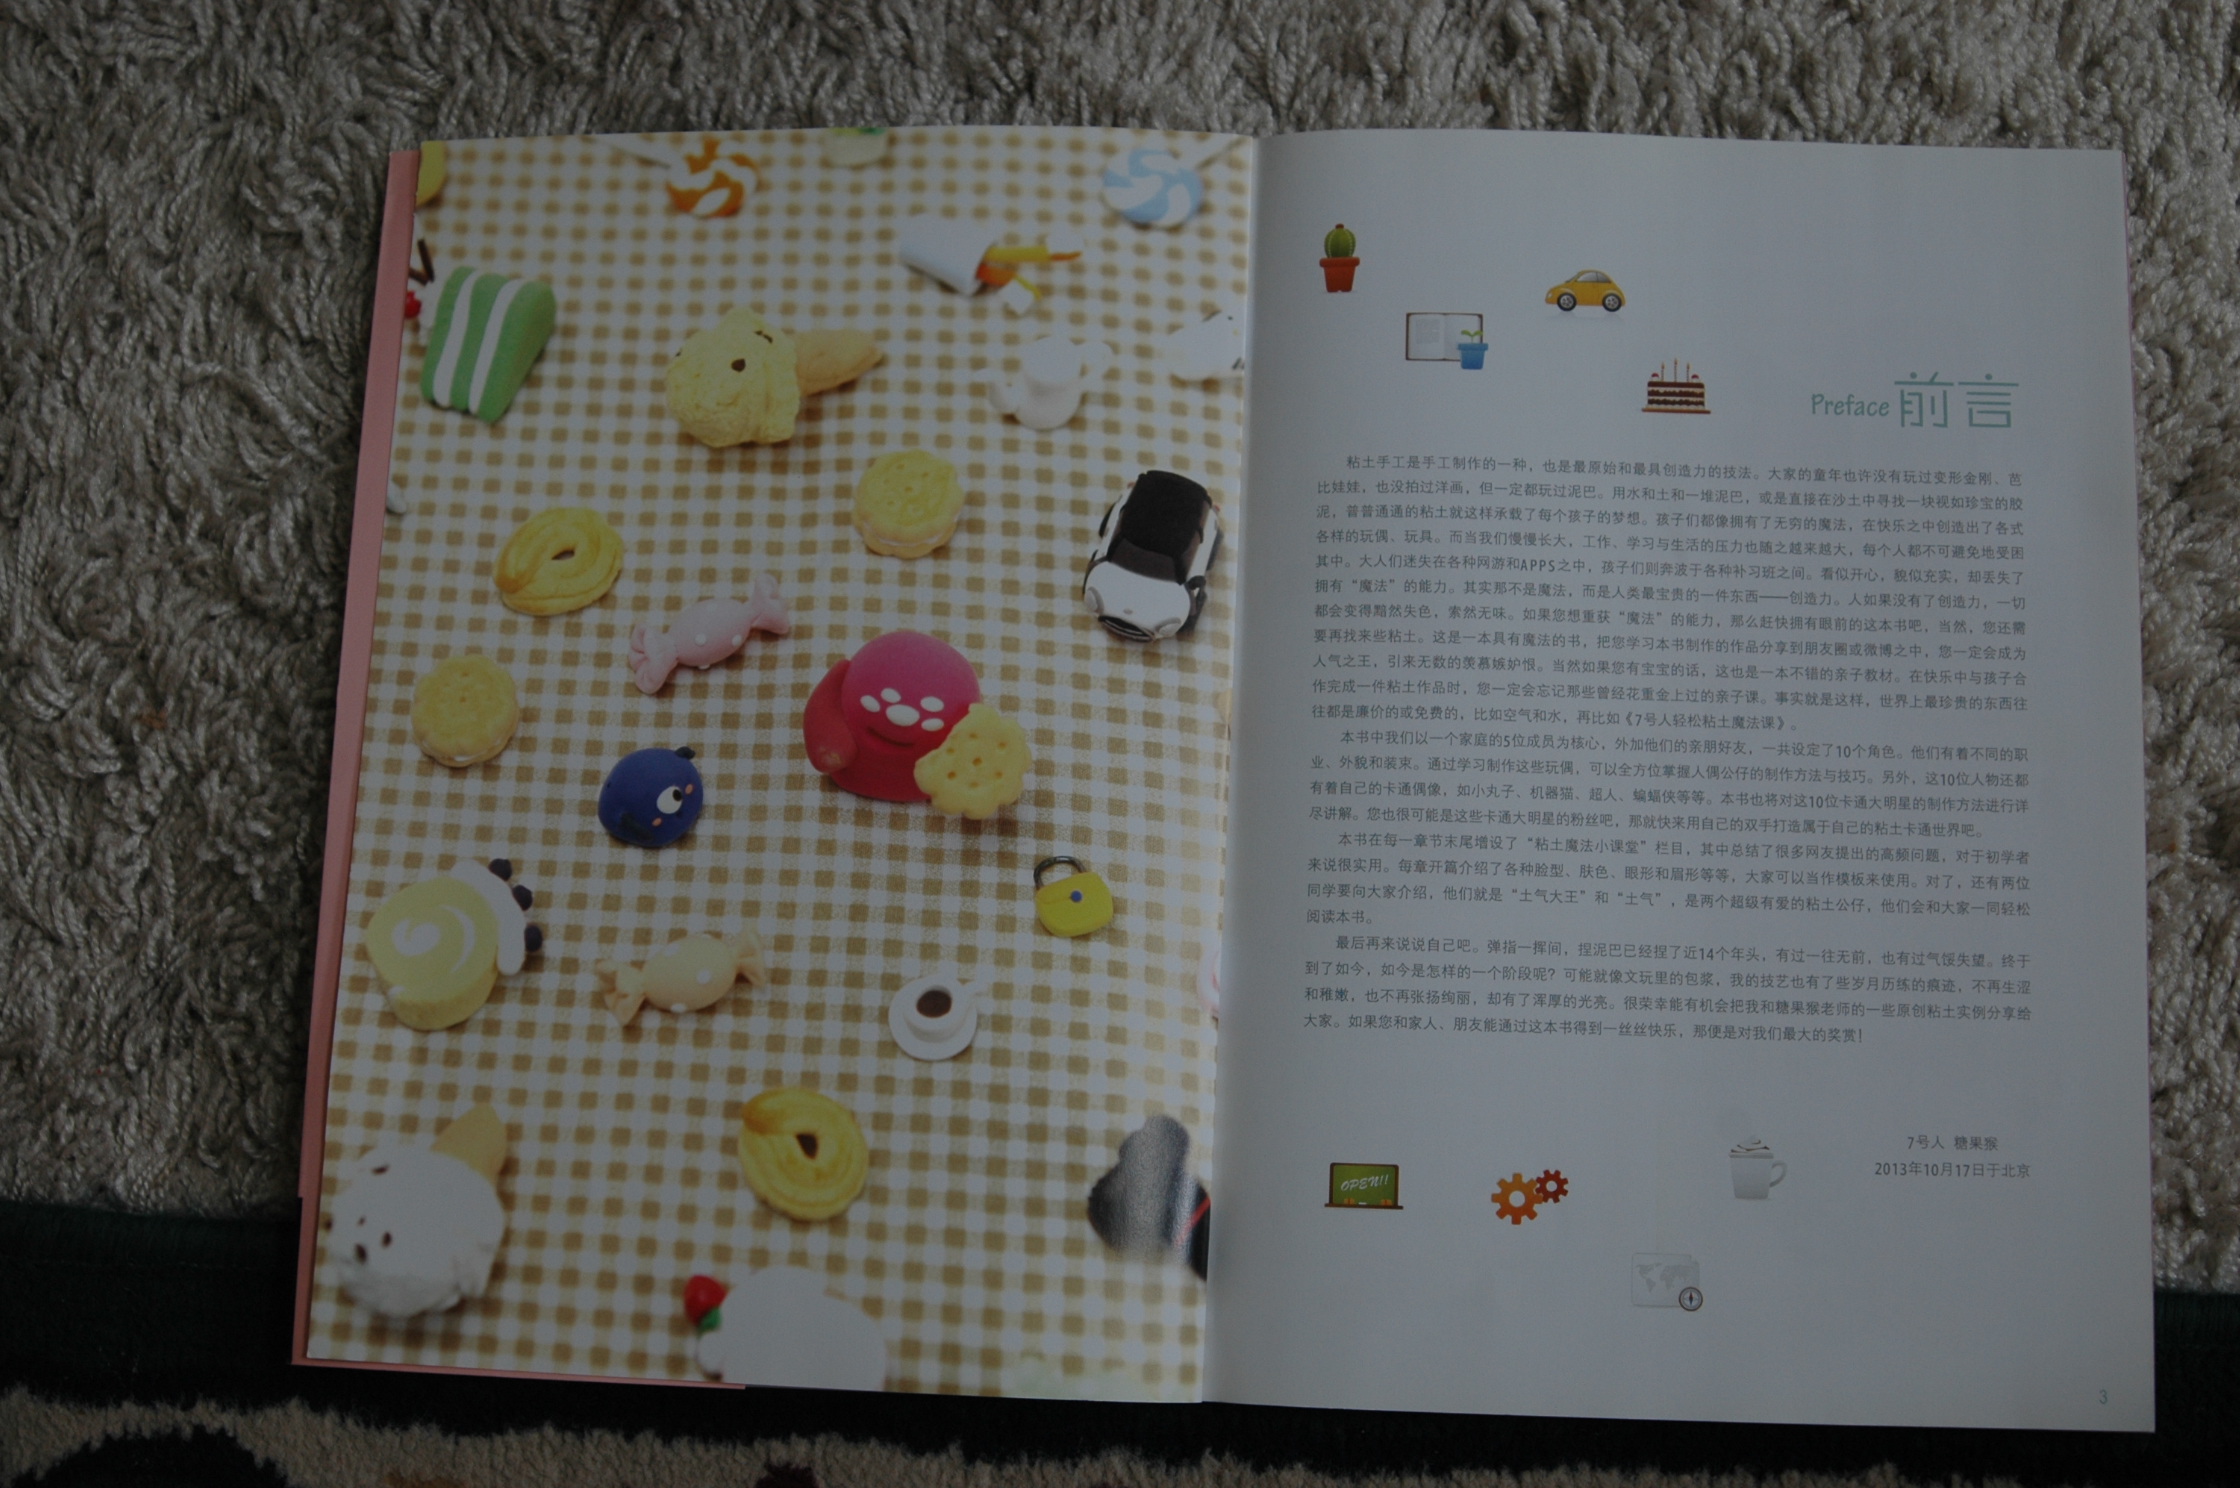 Preface 前言
粘土手工是手工制作的一种，也是最原始和最具创造力的技法。大家的童年也许没有玩过变形金刚、芭
比娃娃，也没拍过洋画，但一定都玩过泥巴。用水和土和一堆泥巴，或是直接在沙土中寻找一块视如珍宝的胶
泥，普普通通的粘土就这样承载了每个孩子的梦想。孩子们都像拥有了无穷的魔法，在快乐之中创造出了各式
各样的玩偶、玩具。而当我们慢慢长大，工作、学习与生活的压力也随之越来越大，每个人都不可避免地受困
其中。大人们迷失在各种网游和APPS之中，孩子们则奔波于各种补习班之间。看似开心，貌似充实，却丢失了
拥有“魔法”的能力。其实那不是魔法，而是人类最宝贵的一件东西——创造力。人如果没有了创造力，一切
都会变得黯然失色，索然无味。如果您想重获“魔法”的能力，那么赶快拥有眼前的这本书吧，当然，您还需
要再找来些粘土。这是一本具有魔法的书，把您学习本书制作的作品分享到朋友圈或微博之中，您一定会成为
人气之王，引来无数的羡慕嫉妒恨。当然如果您有宝宝的话，这也是一本不错的亲子教材。在快乐中与孩子合
作完成一件粘土作品时，您一定会忘记那些曾经花重金上过的亲子课。事实就是这样，世界上最珍贵的东西往
往都是廉价的或免费的，比如空气和水，再比如《7号人轻松粘土魔法课》。
本书中我们以一个家庭的5位成员为核心，外加他们的亲朋好友，一共设定了10个角色。他们有着不同的职
业、外貌和装束。通过学习制作这些玩偶，可以全方位掌握人偶公仔的制作方法与技巧。另外，这10位人物还都
有着自己的卡通偶像，如小丸子、机器猫、超人、蝙蝠侠等等。本书也将对这10位卡通大明星的制作方法进行详
尽讲解。您也很可能是这些卡通大明星的粉丝吧，那就快来用自己的双手打造属于自己的粘土卡通世界吧。
本书在每一章节末尾增设了“粘土魔法小课堂”栏目，其中总结了很多网友提出的高频问题，对于初学者
来说很实用。每章开篇介绍了各种脸型、肤色、眼形和眉形等等，大家可以当作模板来使用。对了，还有两位
同学要向大家介绍，他们就是“土气大王”和“土气”，是两个超级有爱的粘土公仔，他们会和大家一同轻松
阅读本书。
最后再来说说自己吧。弹指一挥间，捏泥巴已经捏了近14个年头，有过一往无前，也有过气馁失望。终于
到了如今，如今是怎样的一个阶段呢？可能就像文玩里的包浆，我的技艺也有了些岁月历练的痕迹，不再生涩
和稚嫩，也不再张扬绚丽，却有了浑厚的光亮。很荣幸能有机会把我和糖果猴老师的一些原创粘土实例分享给
大家。如果您和家人、朋友能通过这本书得到一丝丝快乐，那便是对我们最大的奖赏！
7号人 糖果猴
2013年10月17日于北京
OPEN!!
3